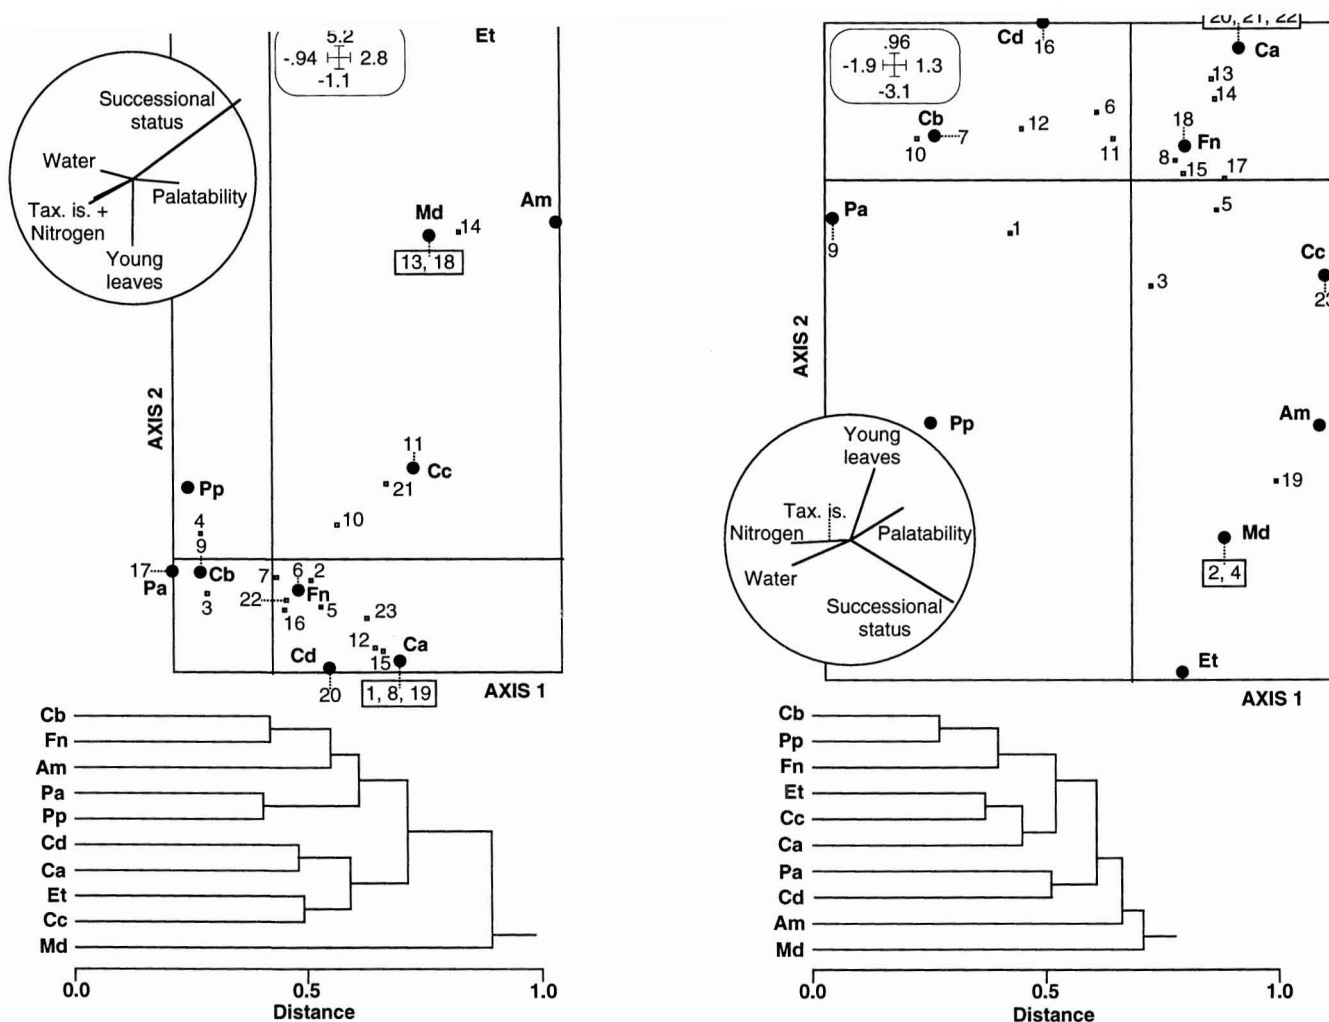 5.2
-.94 2.8
-1.1
Et
Successional
status
Water
Palatability
Tax. is. +
Nitrogen
Young
leaves
Am
Md
14
13, 18
AXIS 2
11
Cc
21
10
Pp
4
9
17
Pa
Cb
3
7
6
2
22
Fn
5
16
23
12
15
Ca
Cd
20
1, 8, 19
AXIS 1
Cb
Fn
Am
Pa
Pp
Cd
Ca
Et
Cc
Md
0.0 0.5 1.0
Distance
.96
-1.9 1.3
-3.1
Cd
16
20, 21, 22
Ca
13
14
6
12
Cb
7
10
11
18
Fn
8
15
17
Pa
9
1
5
3
Cc
AXIS 2
Pp
Am
19
Md
2, 4
Young
leaves
Tax. is.
Nitrogen
Palatability
Water
Successional
status
Et
AXIS 1
Cb
Pp
Fn
Et
Cc
Ca
Pa
Cd
Am
Md
0.0 0.5 1.0
Distance